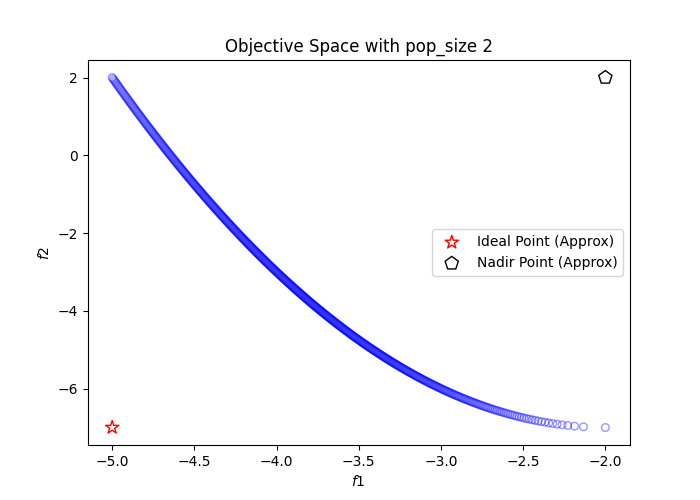 Objective Space with pop_size 2
2
0
−2
−4
−6
f2
Ideal Point (Approx)
Nadir Point (Approx)
−5.0 −4.5 −4.0 −3.5 −3.0 −2.5 −2.0
f1